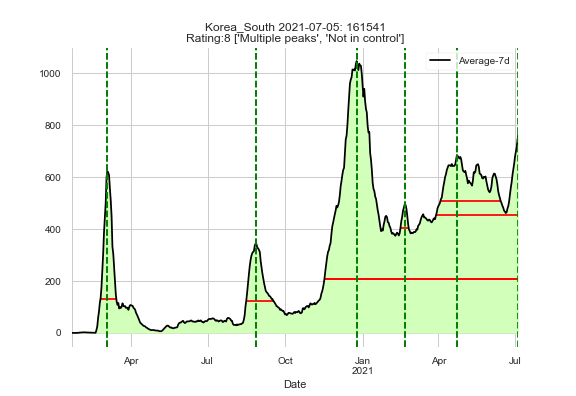 Korea_South 2021-07-05: 161541
Rating:8 ['Multiple peaks', 'Not in control']
Average-7d
1000
800
600
400
200
0
Apr Jul Oct Jan Apr Jul
2021
Date